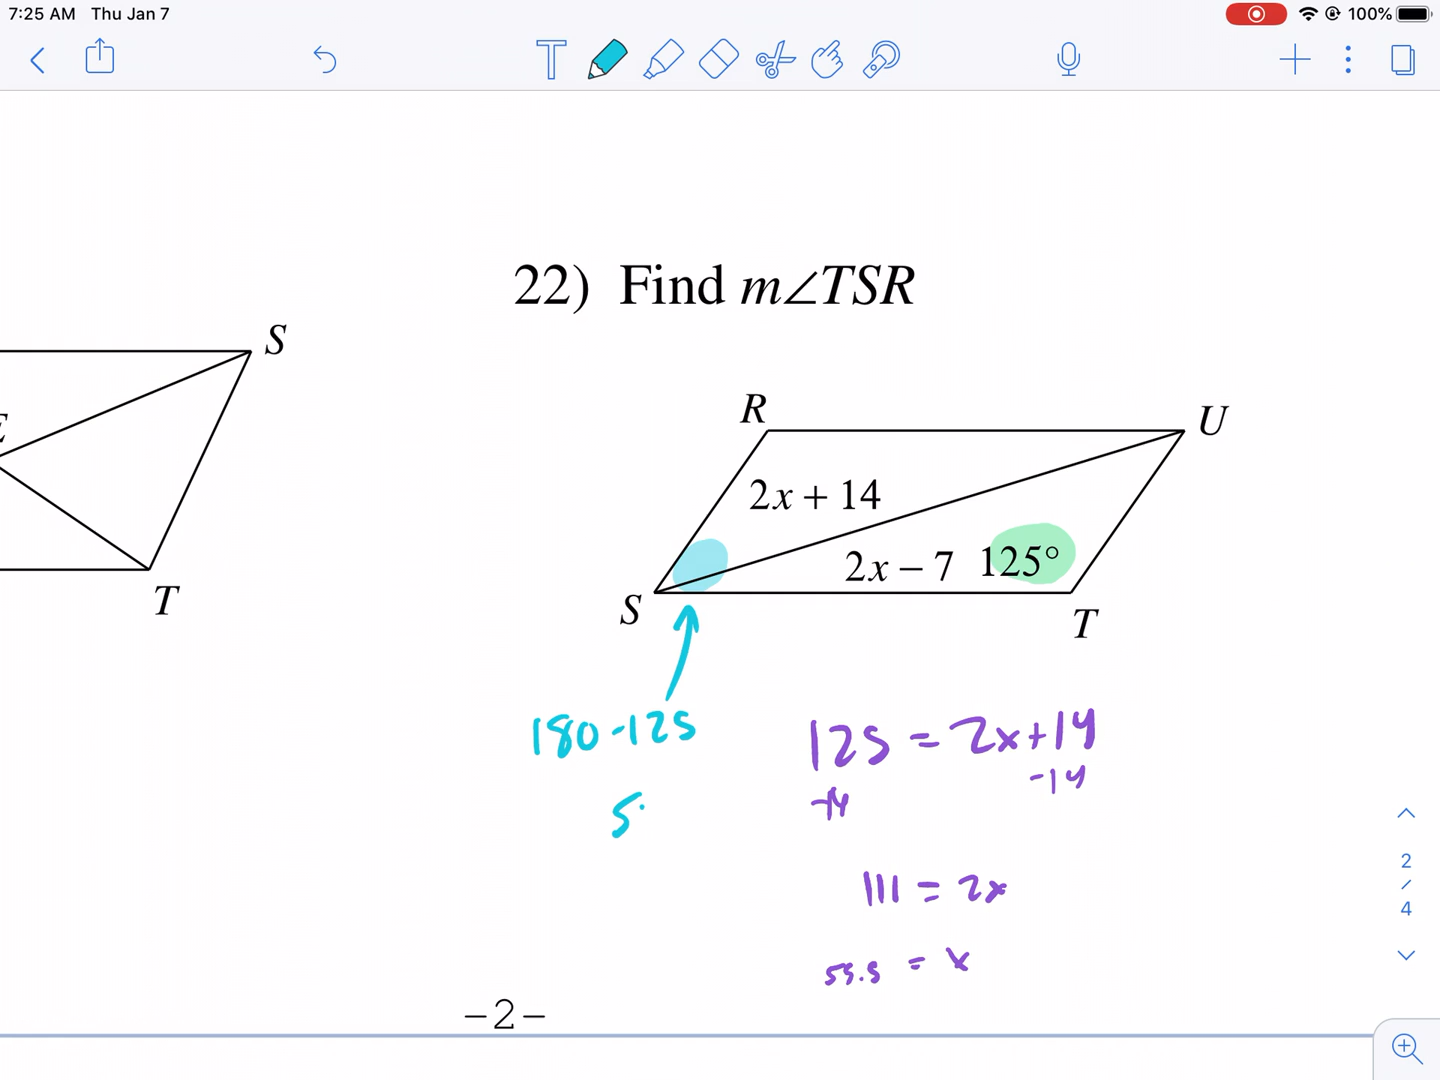 7:25 AM Thu Jan 7
100%
T
22) Find m∠TSR
S
T
R
U
2x + 14
2x − 7
125°
S
T
180-125
5
125 = 2x+14
-14
-14
111 = 2x
55.5 = x
2
/
4
-2-